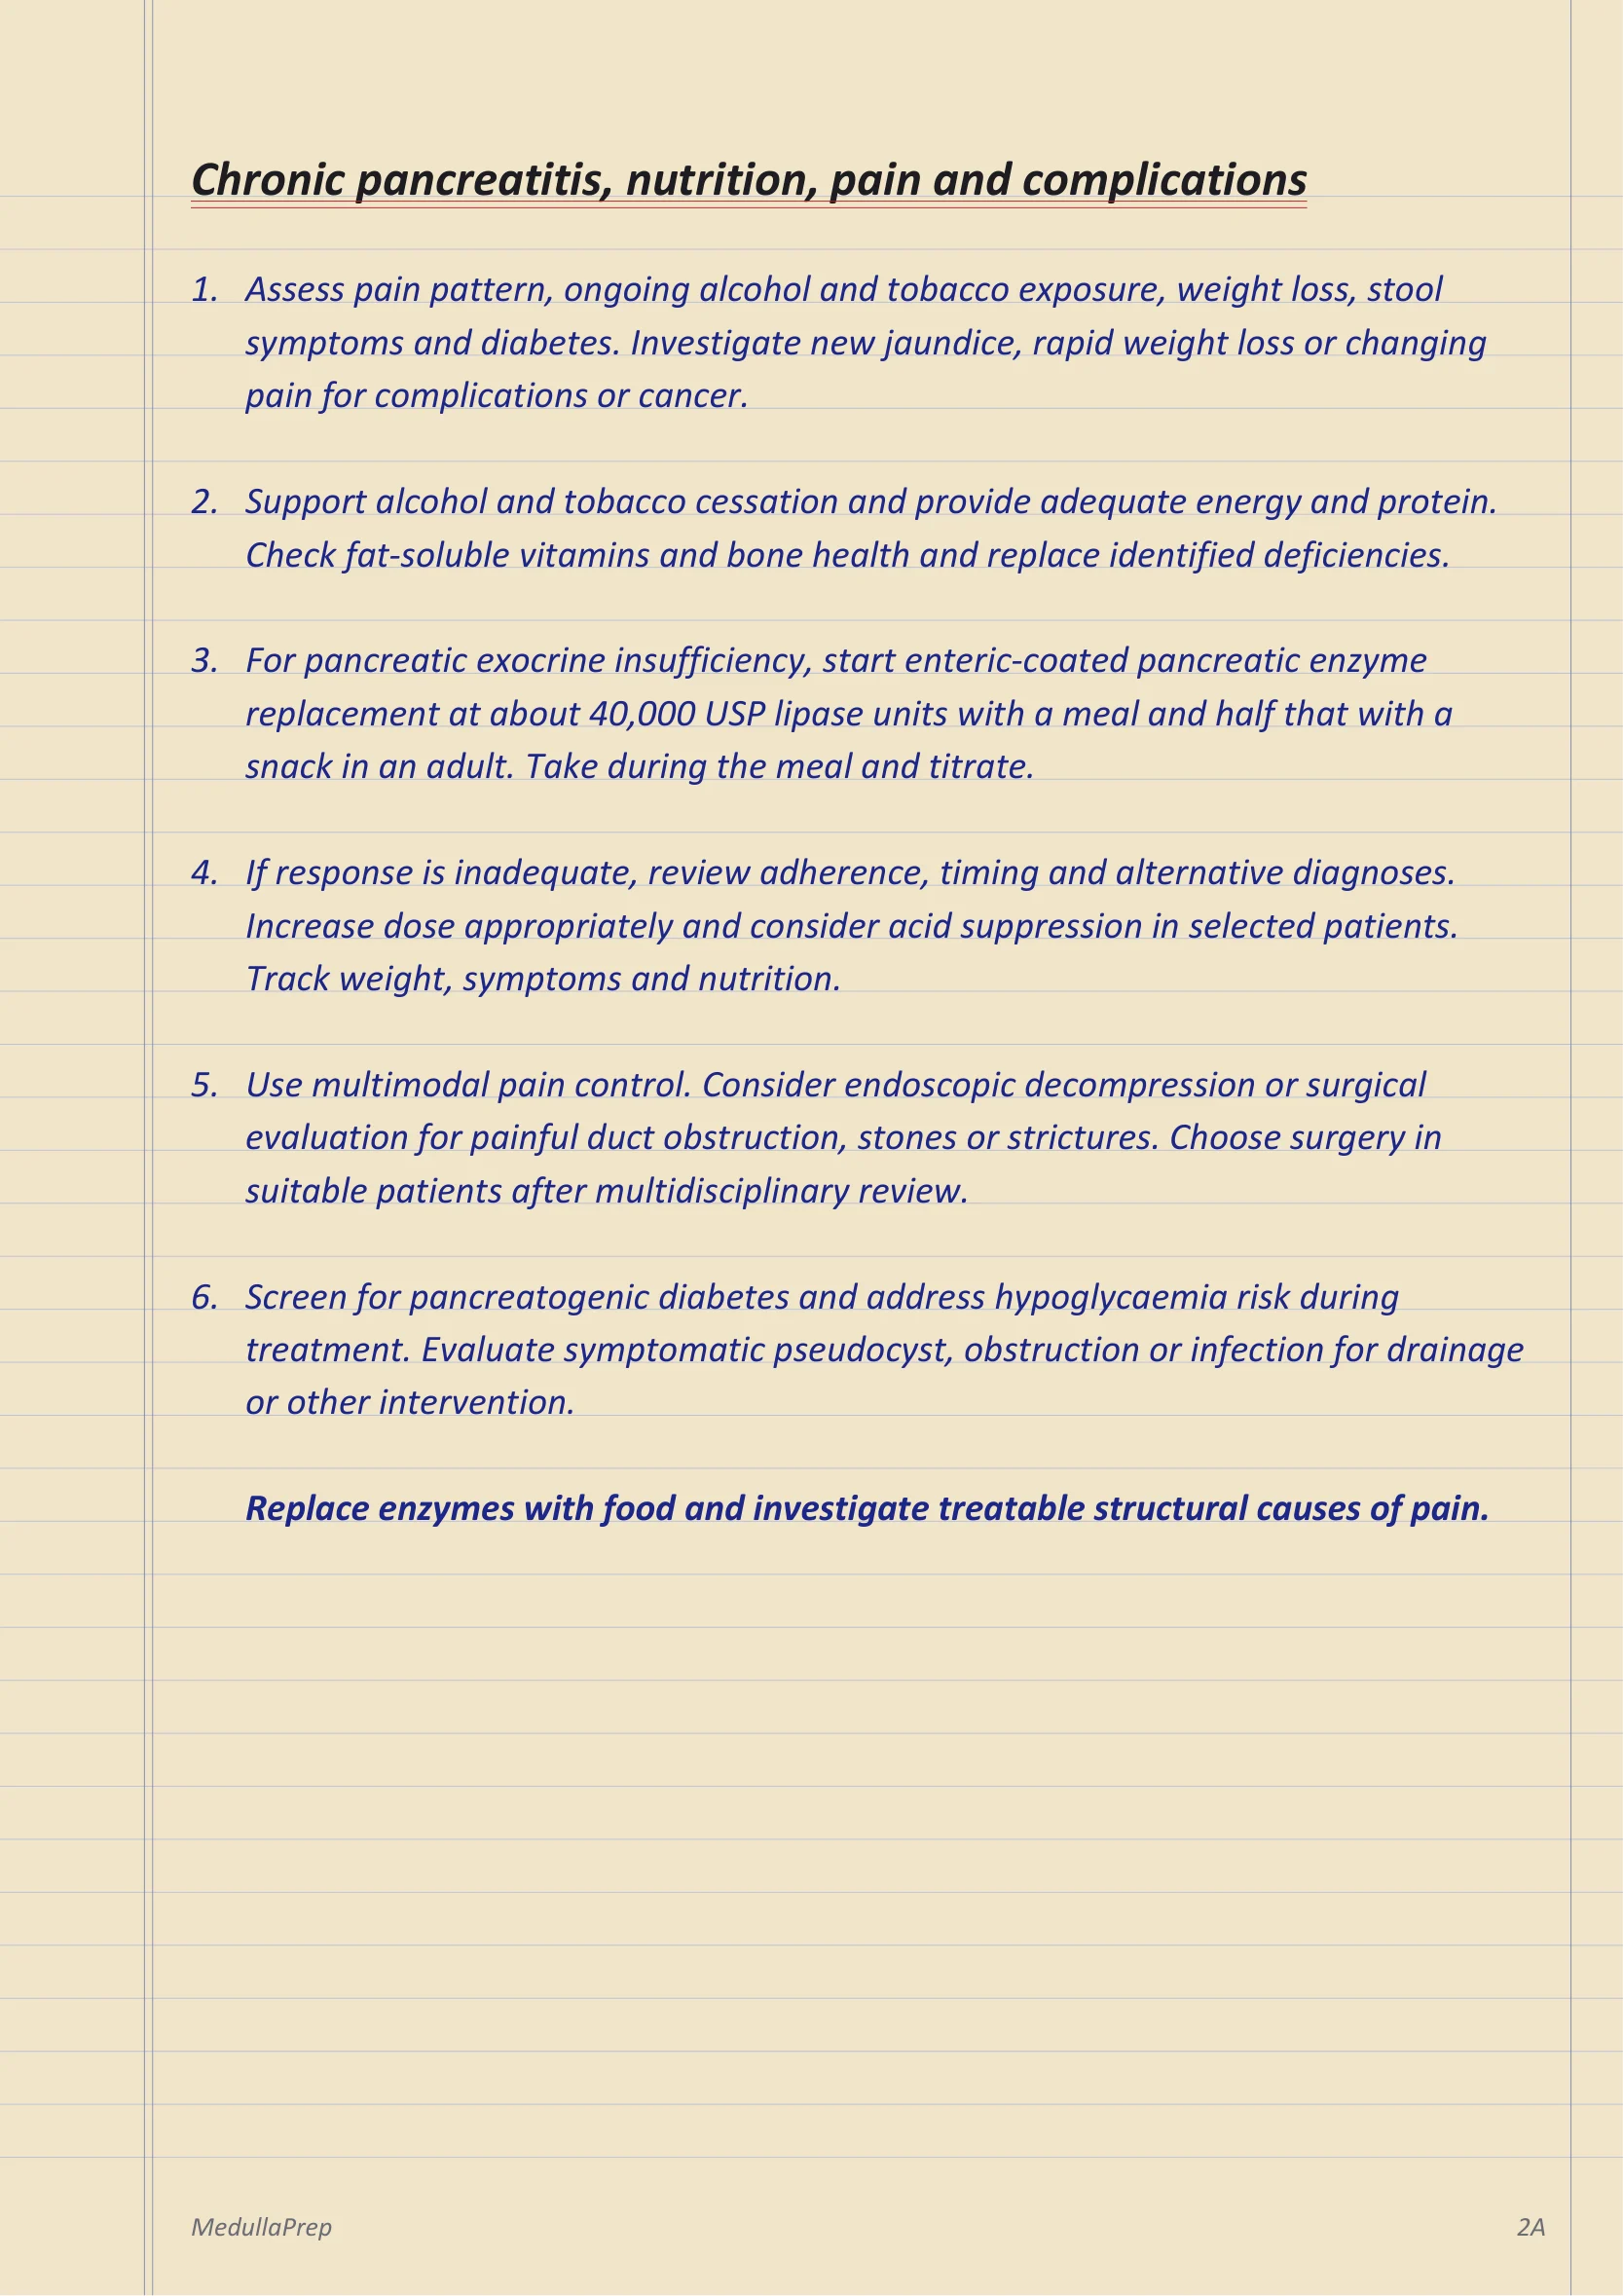 Chronic pancreatitis, nutrition, pain and complications
1. Assess pain pattern, ongoing alcohol and tobacco exposure, weight loss, stool
symptoms and diabetes. Investigate new jaundice, rapid weight loss or changing
pain for complications or cancer.
2. Support alcohol and tobacco cessation and provide adequate energy and protein.
Check fat-soluble vitamins and bone health and replace identified deficiencies.
3. For pancreatic exocrine insufficiency, start enteric-coated pancreatic enzyme
replacement at about 40,000 USP lipase units with a meal and half that with a
snack in an adult. Take during the meal and titrate.
4. If response is inadequate, review adherence, timing and alternative diagnoses.
Increase dose appropriately and consider acid suppression in selected patients.
Track weight, symptoms and nutrition.
5. Use multimodal pain control. Consider endoscopic decompression or surgical
evaluation for painful duct obstruction, stones or strictures. Choose surgery in
suitable patients after multidisciplinary review.
6. Screen for pancreatogenic diabetes and address hypoglycaemia risk during
treatment. Evaluate symptomatic pseudocyst, obstruction or infection for drainage
or other intervention.
Replace enzymes with food and investigate treatable structural causes of pain.
MedullaPrep
2A